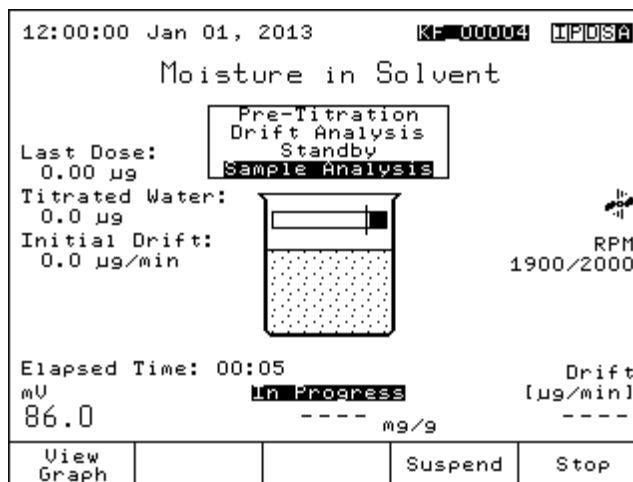 12:00:00 Jan 01, 2013 KF 00004 IPDSA
Moisture in Solvent
Pre-Titration
Drift Analysis
Standby
Sample Analysis
Last Dose:
0.00 µg
Titrated Water:
0.0 µg
Initial Drift:
0.0 µg/min
RPM
1900/2000
Elapsed Time: 00:05
In Progress
mV
86.0
---- mg/g
Drift
[µg/min]
----
View Graph
Suspend
Stop